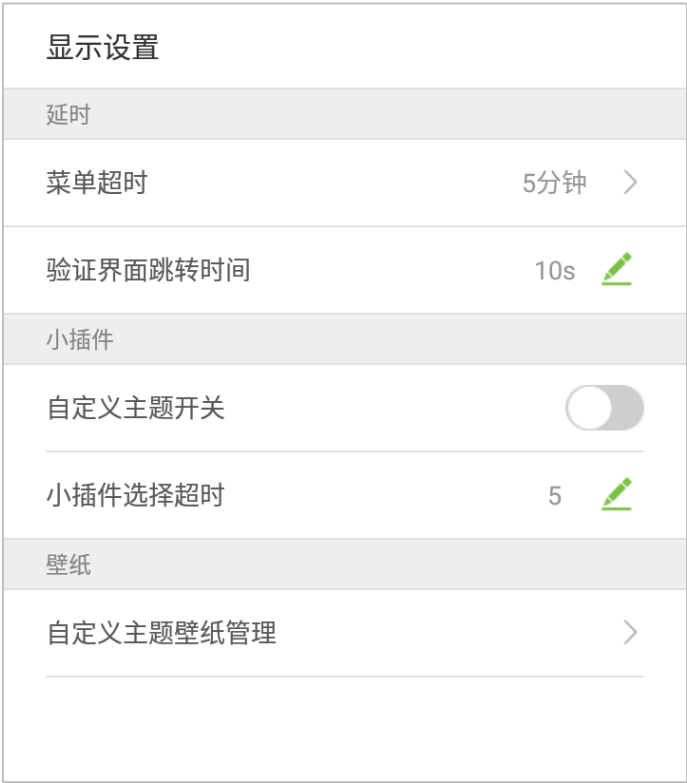 显示设置
延时
菜单超时 5分钟
验证界面跳转时间 10s
小插件
自定义主题开关
小插件选择超时 5
壁纸
自定义主题壁纸管理